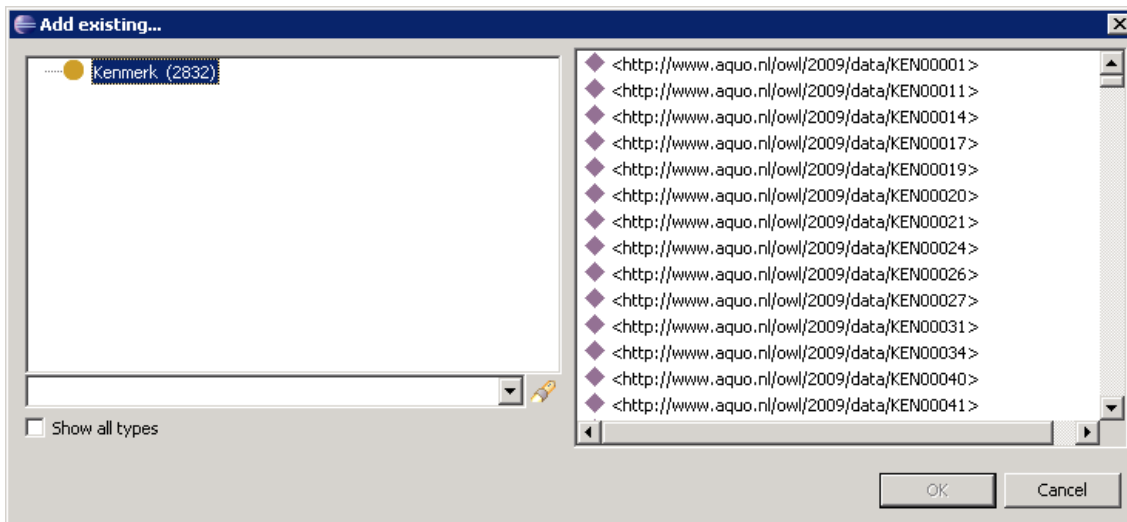 Add existing...
Kenmerk (2832)
Show all types
<http://www.aquo.nl/owl/2009/data/KEN00001>
<http://www.aquo.nl/owl/2009/data/KEN00011>
<http://www.aquo.nl/owl/2009/data/KEN00014>
<http://www.aquo.nl/owl/2009/data/KEN00017>
<http://www.aquo.nl/owl/2009/data/KEN00019>
<http://www.aquo.nl/owl/2009/data/KEN00020>
<http://www.aquo.nl/owl/2009/data/KEN00021>
<http://www.aquo.nl/owl/2009/data/KEN00024>
<http://www.aquo.nl/owl/2009/data/KEN00026>
<http://www.aquo.nl/owl/2009/data/KEN00027>
<http://www.aquo.nl/owl/2009/data/KEN00031>
<http://www.aquo.nl/owl/2009/data/KEN00034>
<http://www.aquo.nl/owl/2009/data/KEN00040>
<http://www.aquo.nl/owl/2009/data/KEN00041>
OK
Cancel